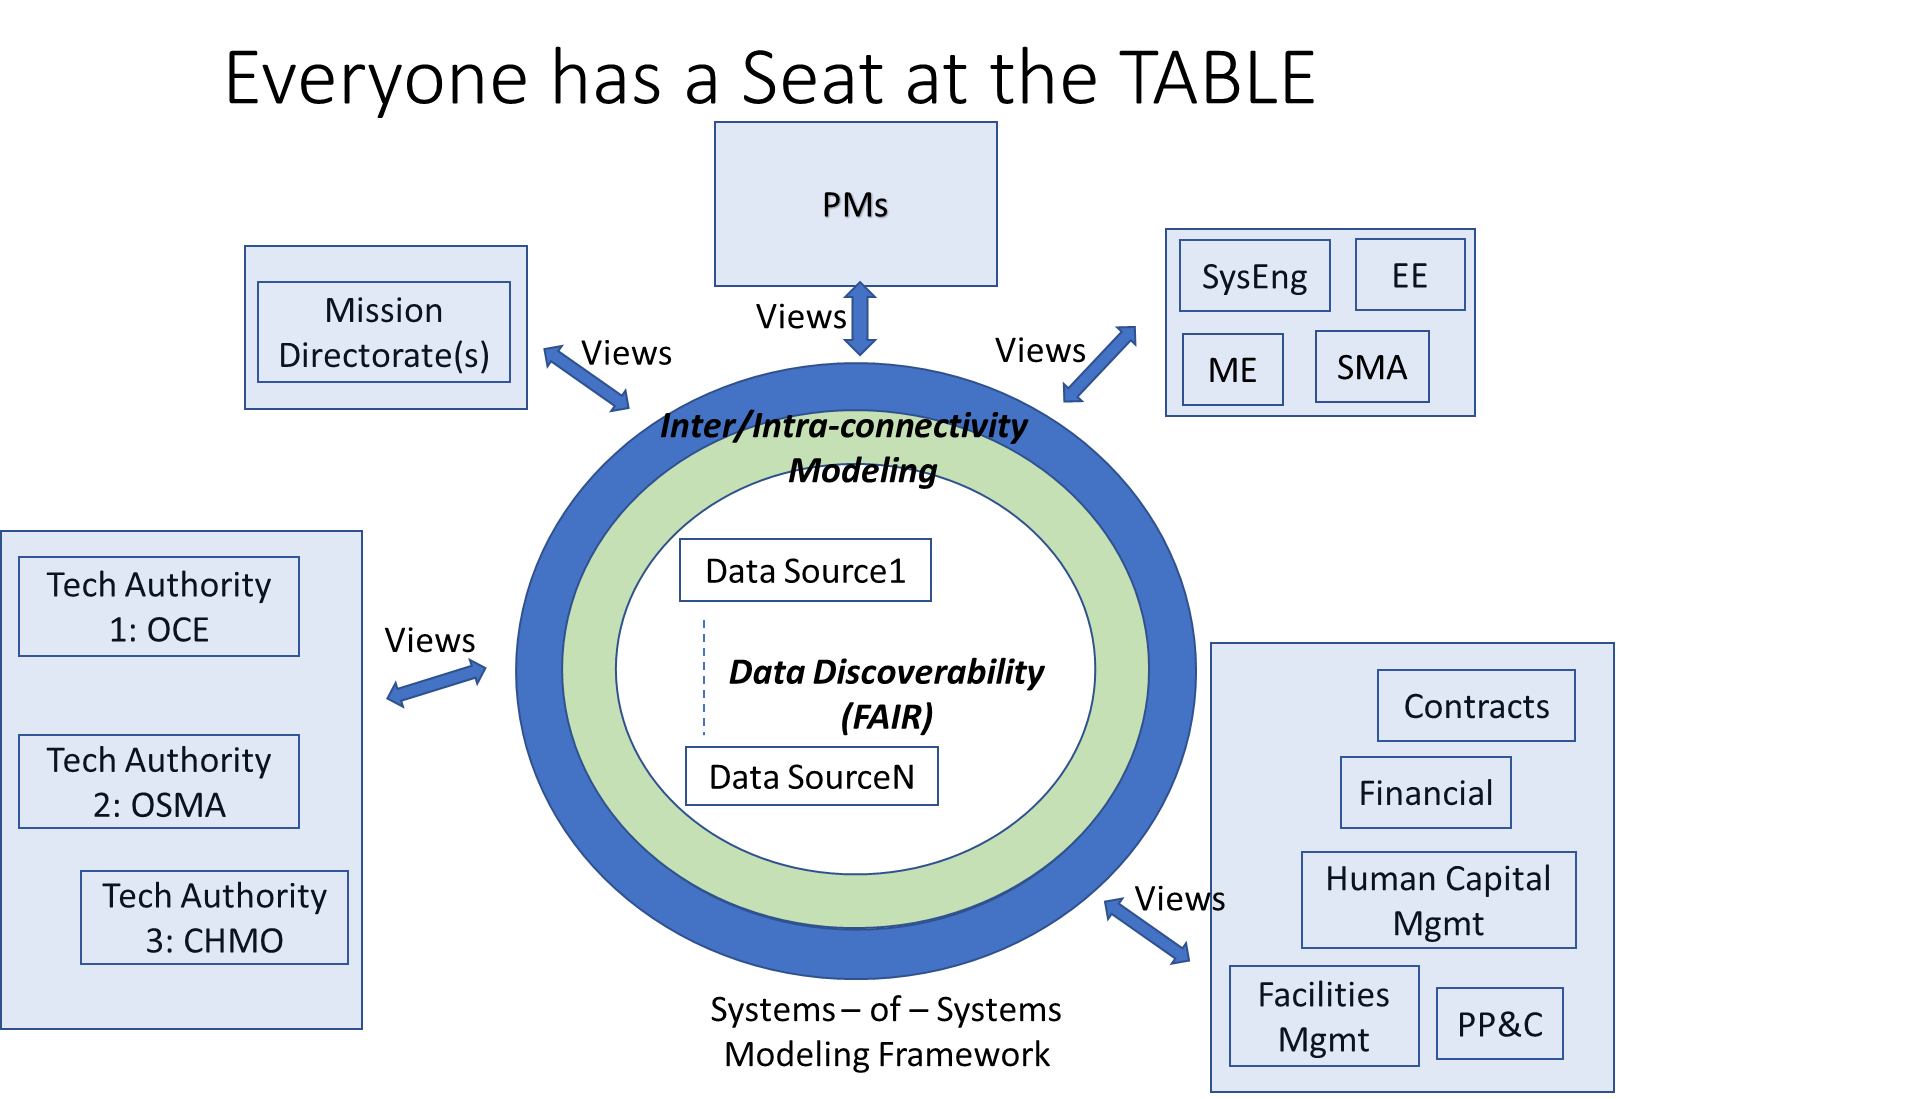 Everyone has a Seat at the TABLE
PMs
Mission
Directorate(s)
Views
Views
Views
SysEng
EE
ME
SMA
Inter/Intra-connectivity
Modeling
Data Source1
Data Discoverability
(FAIR)
Data SourceN
Tech Authority
1: OCE
Tech Authority
2: OSMA
Tech Authority
3: CHMO
Views
Views
Contracts
Financial
Human Capital
Mgmt
Facilities
Mgmt
PP&C
Systems – of – Systems
Modeling Framework